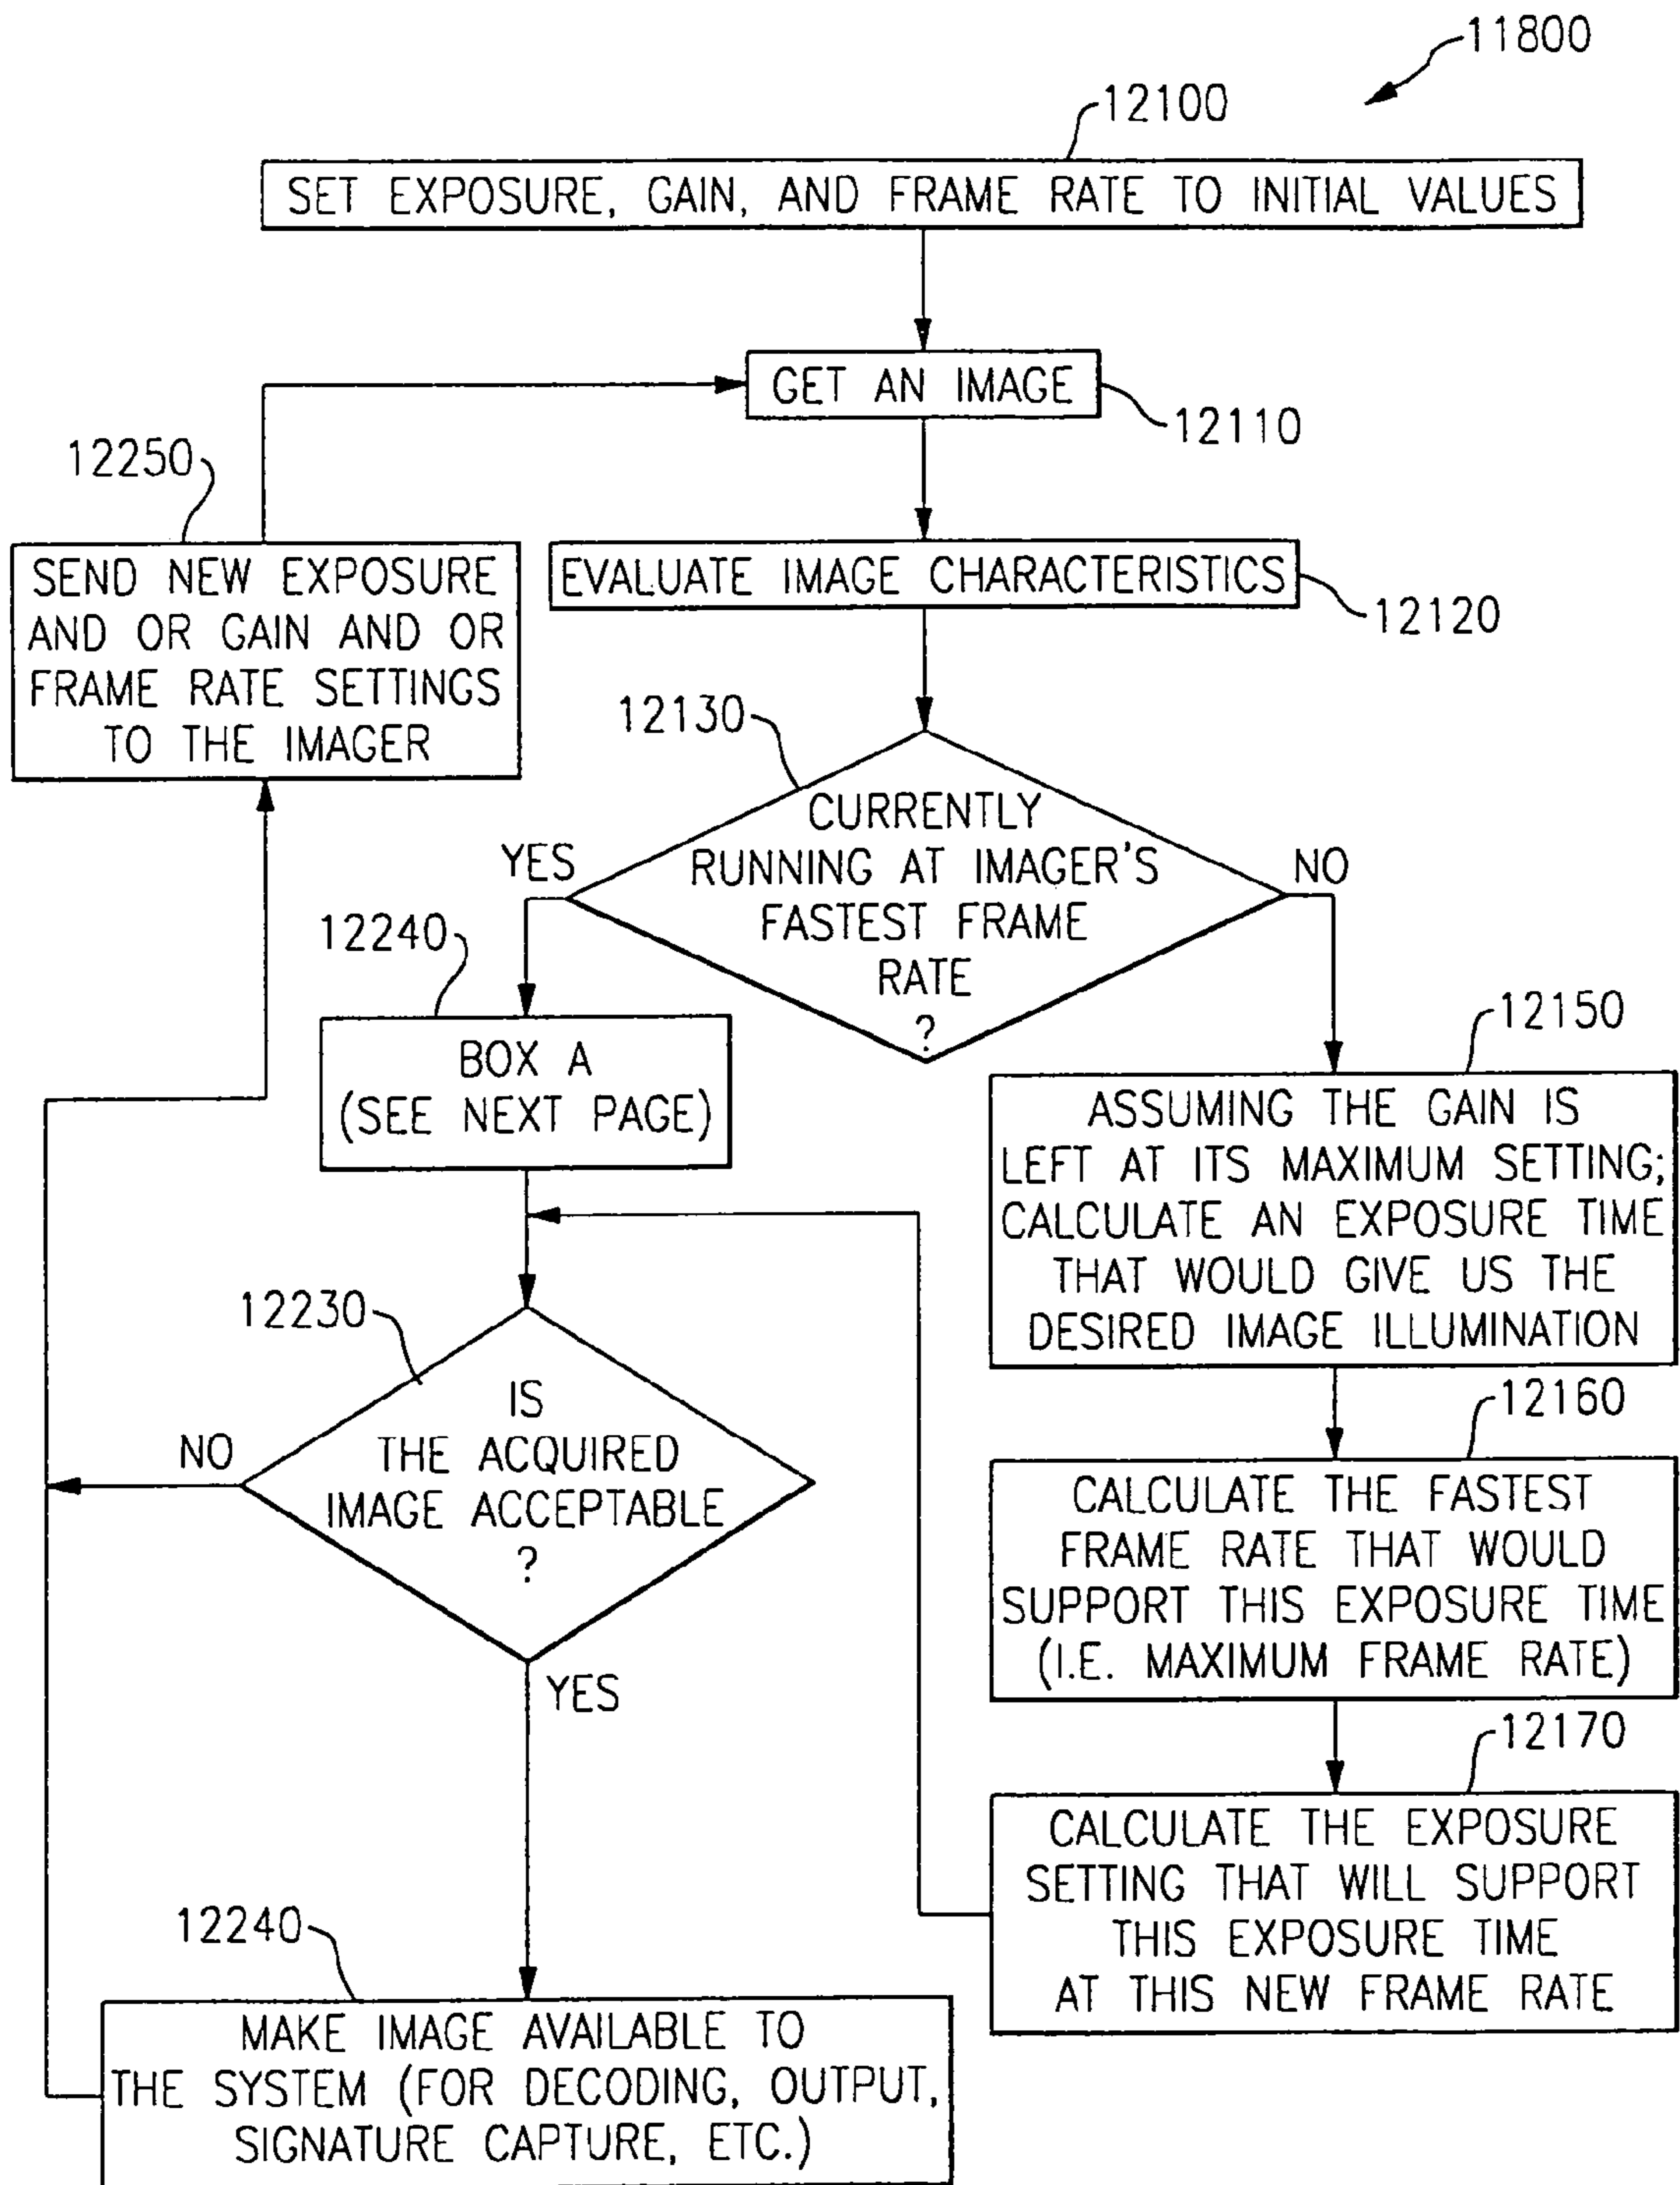 11800
12100
SET EXPOSURE, GAIN, AND FRAME RATE TO INITIAL VALUES
GET AN IMAGE
12110
12250
SEND NEW EXPOSURE
AND OR GAIN AND OR
FRAME RATE SETTINGS
TO THE IMAGER
EVALUATE IMAGE CHARACTERISTICS
12120
12130
CURRENTLY
RUNNING AT IMAGER'S
FASTEST FRAME
RATE
?
YES
NO
12240
BOX A
(SEE NEXT PAGE)
12150
ASSUMING THE GAIN IS
LEFT AT ITS MAXIMUM SETTING;
CALCULATE AN EXPOSURE TIME
THAT WOULD GIVE US THE
DESIRED IMAGE ILLUMINATION
12160
CALCULATE THE FASTEST
FRAME RATE THAT WOULD
SUPPORT THIS EXPOSURE TIME
(I.E. MAXIMUM FRAME RATE)
12170
CALCULATE THE EXPOSURE
SETTING THAT WILL SUPPORT
THIS EXPOSURE TIME
AT THIS NEW FRAME RATE
12230
IS
THE ACQUIRED
IMAGE ACCEPTABLE
?
NO
YES
12240
MAKE IMAGE AVAILABLE TO
THE SYSTEM (FOR DECODING, OUTPUT,
SIGNATURE CAPTURE, ETC.)